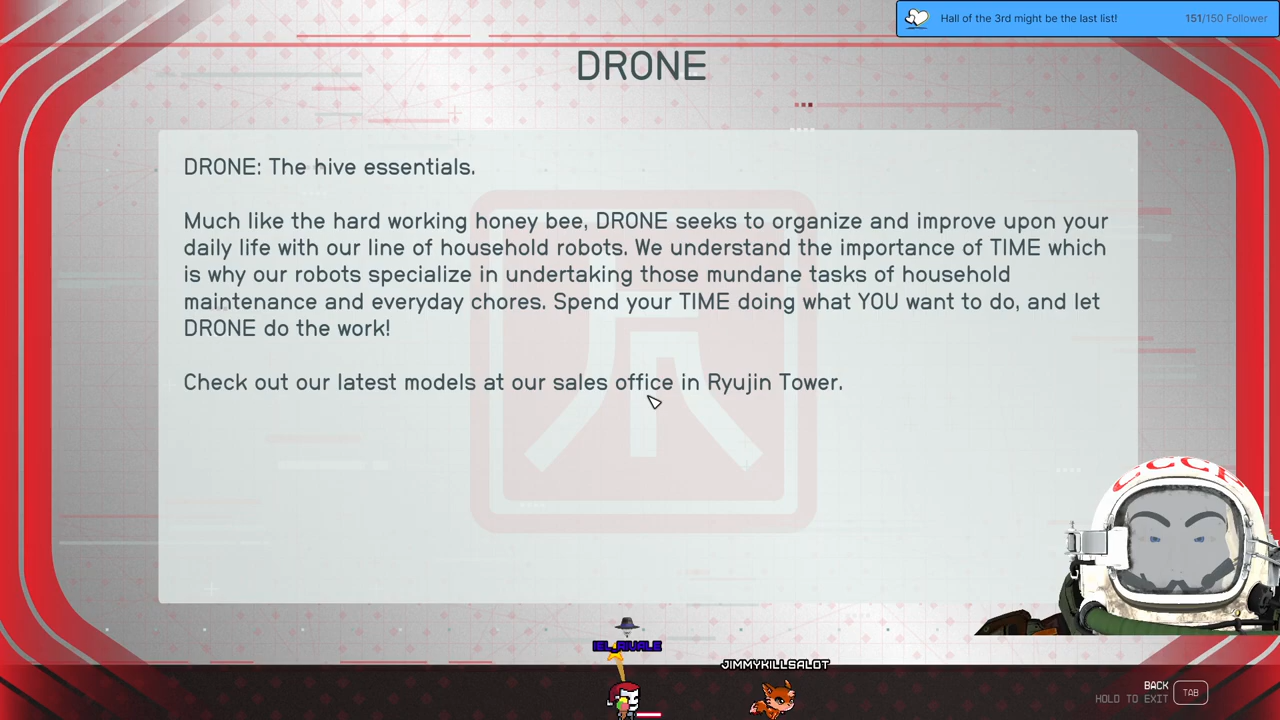 Hall of the 3rd might be the last list!
151/150 Follower
DRONE
DRONE: The hive essentials.
Much like the hard working honey bee, DRONE seeks to organize and improve upon your
daily life with our line of household robots. We understand the importance of TIME which
is why our robots specialize in undertaking those mundane tasks of household
maintenance and everyday chores. Spend your TIME doing what YOU want to do, and let
DRONE do the work!
Check out our latest models at our sales office in Ryujin Tower.
CCCP
JIMMYKILLSALOT
BACK
HOLD TO EXIT
TAB